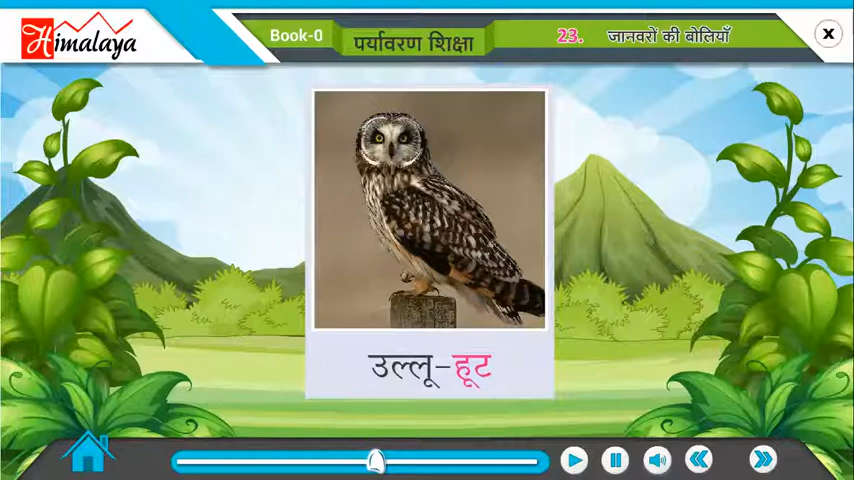 Himalaya
Book-0
पर्यावरण शिक्षा
23. जानवरों की बोलियाँ
X
उल्लू-हूट